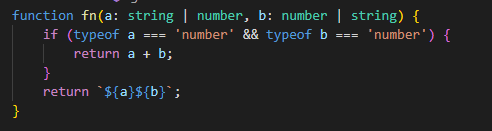 function fn(a: string | number, b: number | string) {
    if (typeof a === 'number' && typeof b === 'number') {
        return a + b;
    }
    return `${a}${b}`;
}